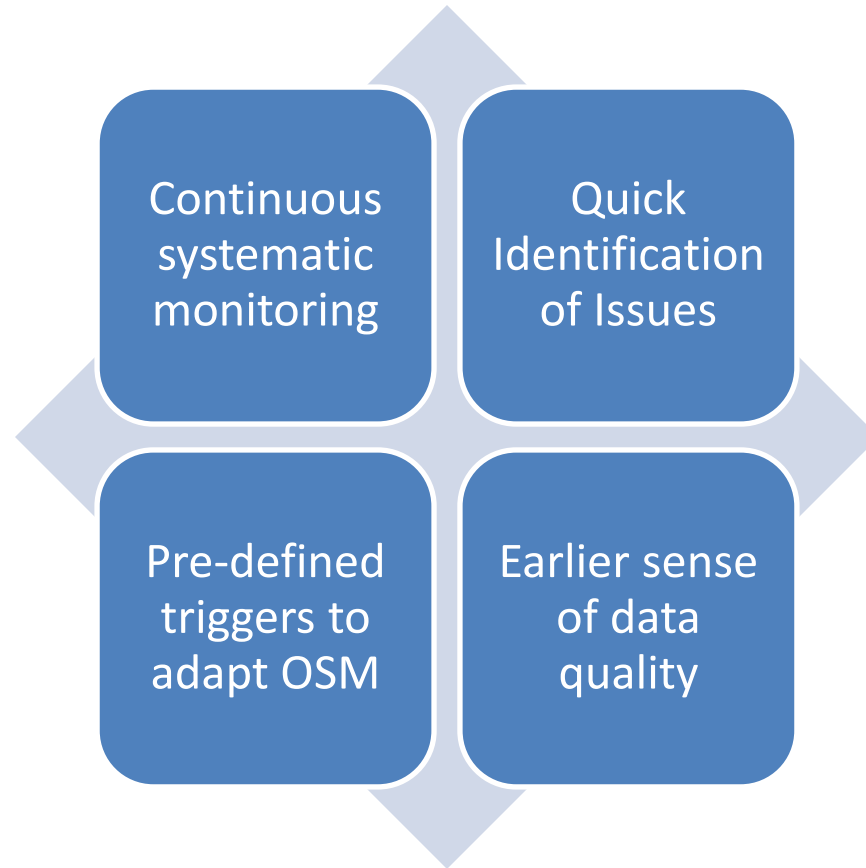 Continuous
systematic
monitoring
Quick
Identification
of Issues
Pre-defined
triggers to
adapt OSM
Earlier sense
of data
quality